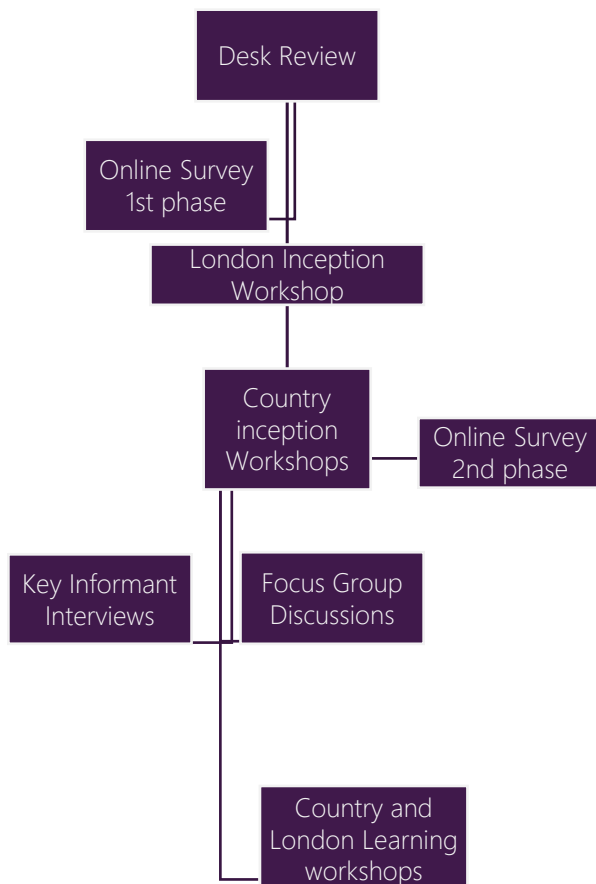 Desk Review
Online Survey
1st phase
London Inception
Workshop
Country
inception
Workshops
Online Survey
2nd phase
Key Informant
Interviews
Focus Group
Discussions
Country and
London Learning
workshops